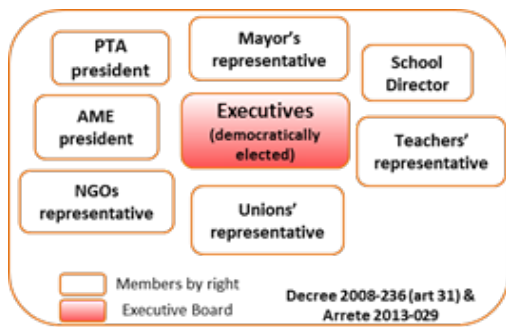 PTA
president
Mayor's
representative
School
Director
AME
president
Executives
(democratically
elected)
Teachers'
representative
NGOs
representative
Unions'
representative
Members by right
Executive Board
Decree 2008-236 (art 31) &
Arrete 2013-029